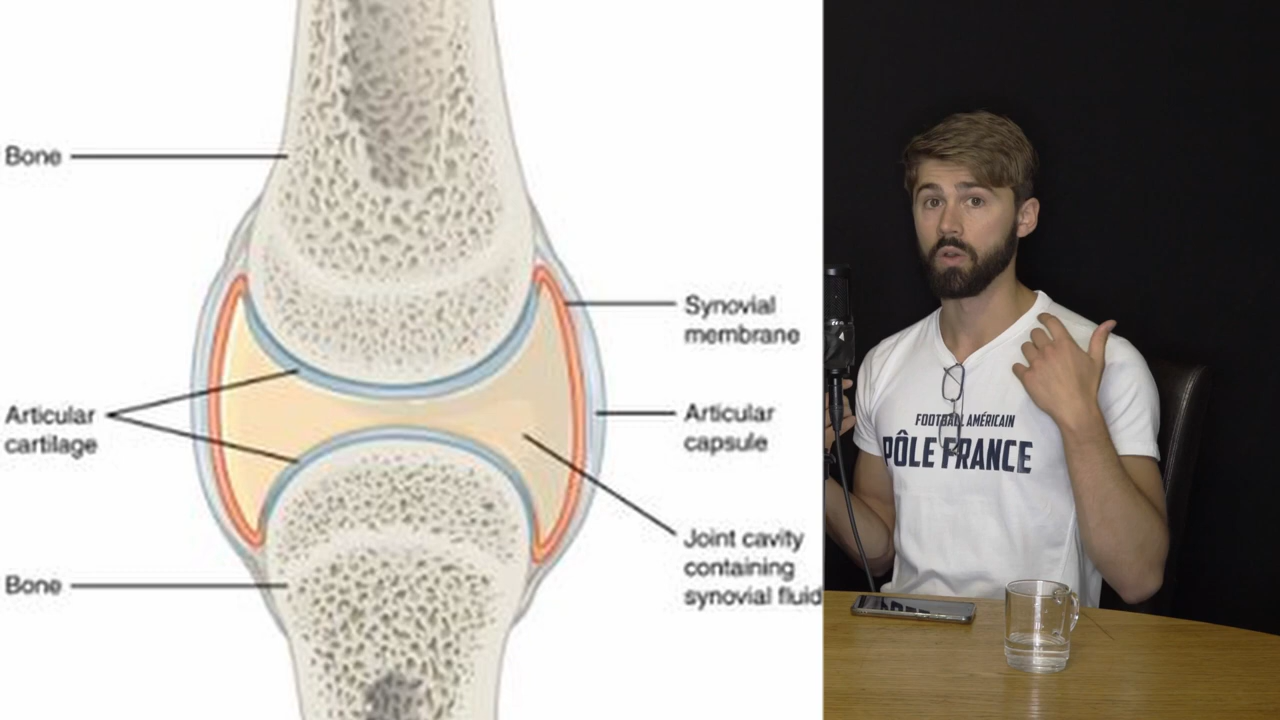 Bone
Synovial
membrane
Articular
cartilage
Articular
capsule
Joint cavity
containing
synovial fluid
Bone
FOOTBALL AMÉRICAIN
PÔLE FRANCE